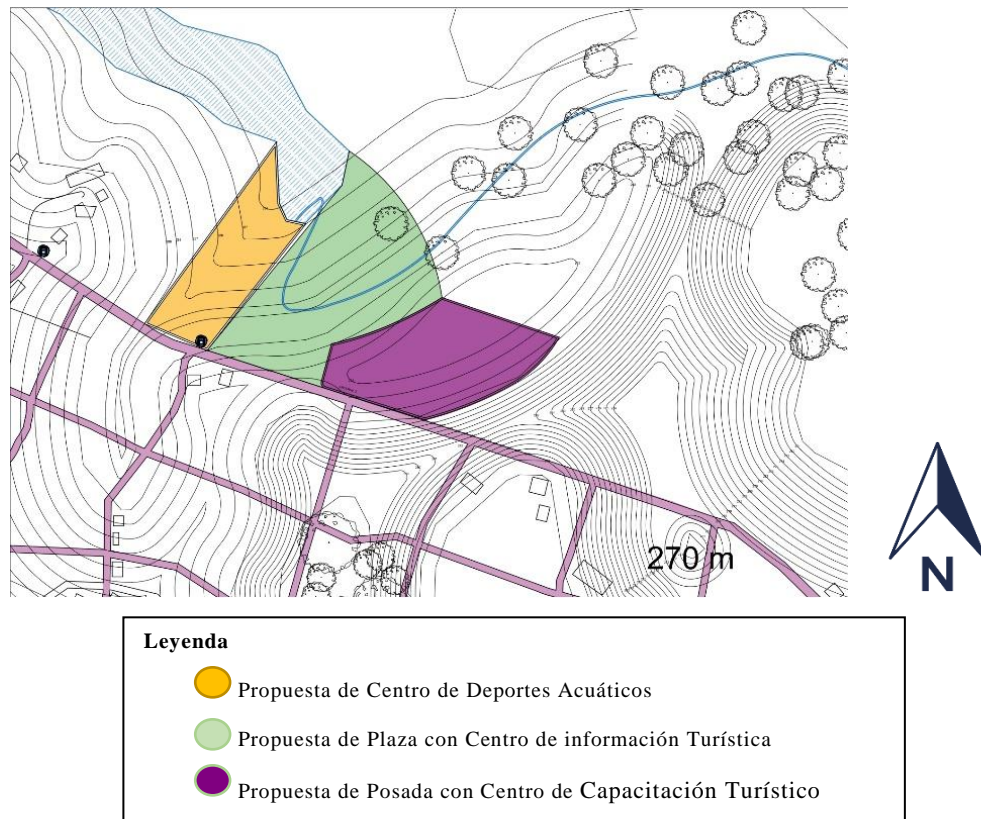 270 m
N
Leyenda
Propuesta de Centro de Deportes Acuáticos
Propuesta de Plaza con Centro de información Turística
Propuesta de Posada con Centro de Capacitación Turístico